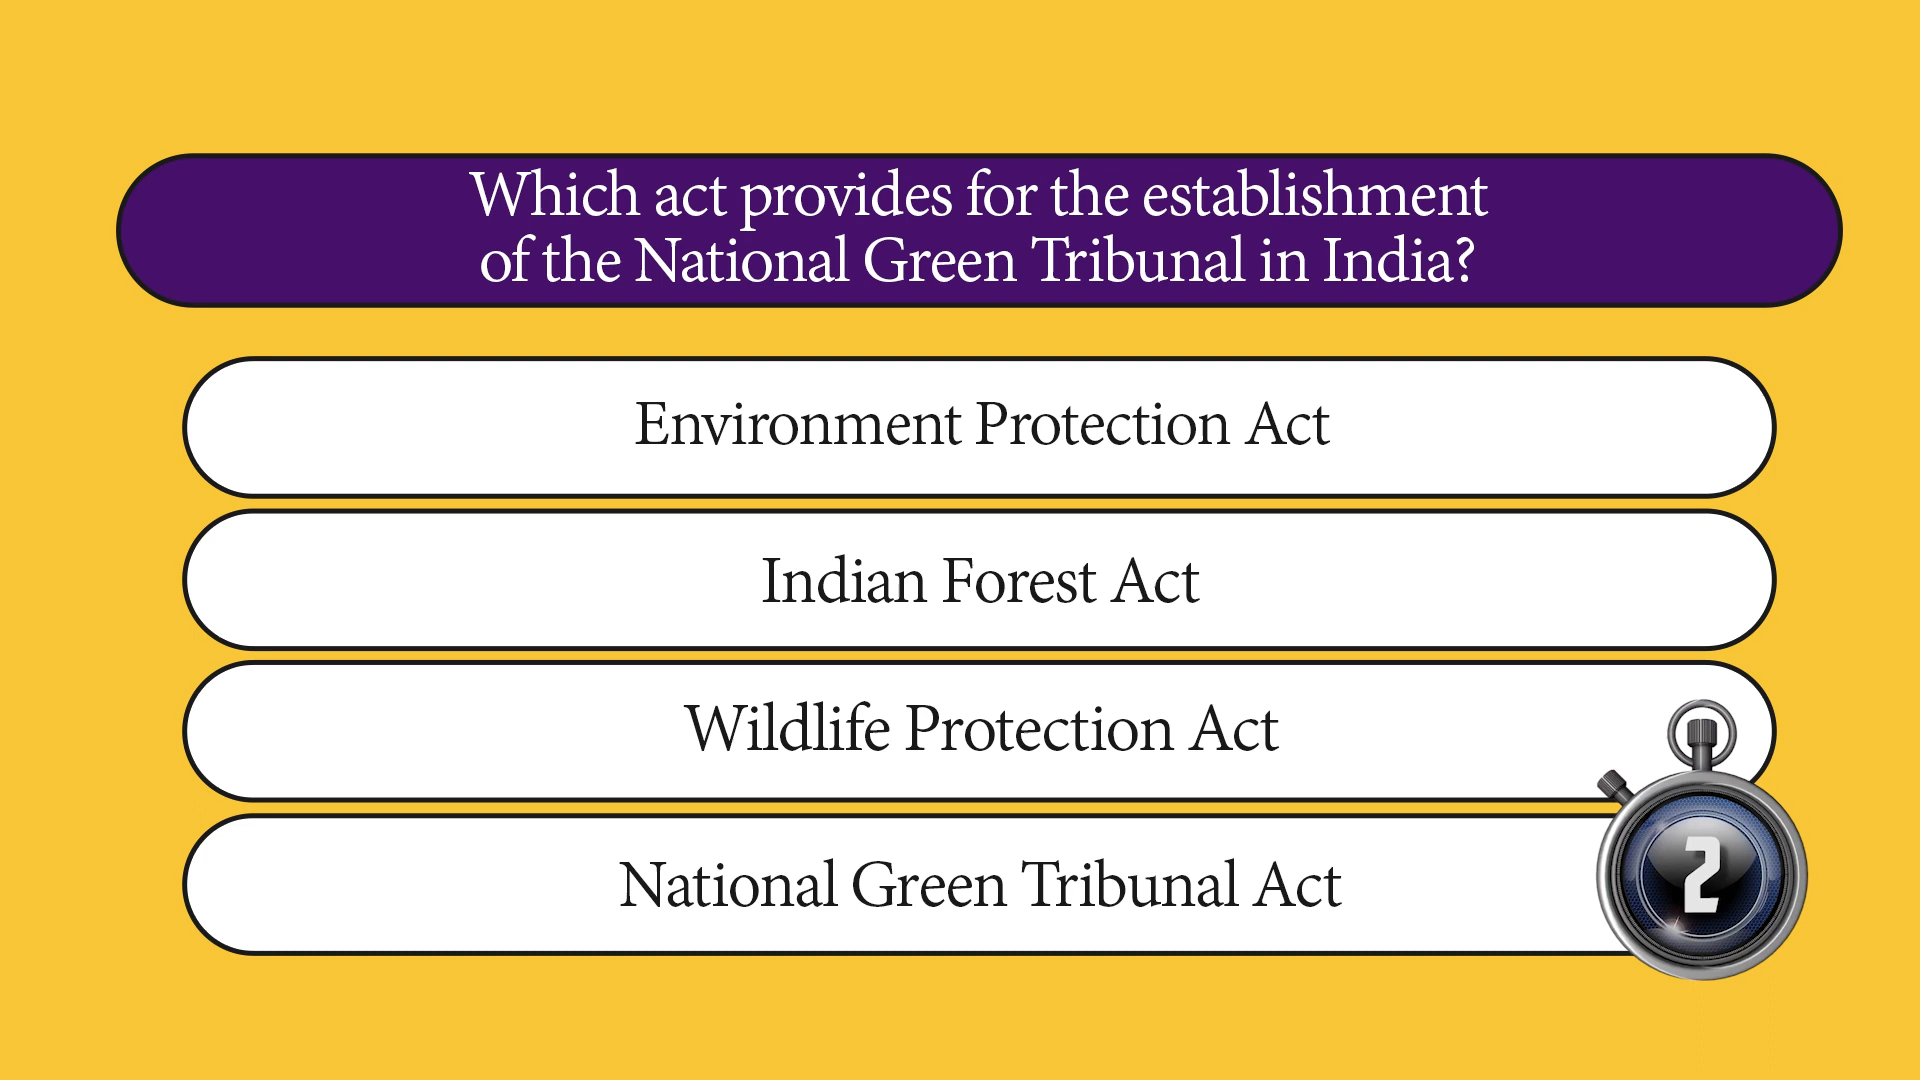 Which act provides for the establishment
of the National Green Tribunal in India?
Environment Protection Act
Indian Forest Act
Wildlife Protection Act
National Green Tribunal Act
2